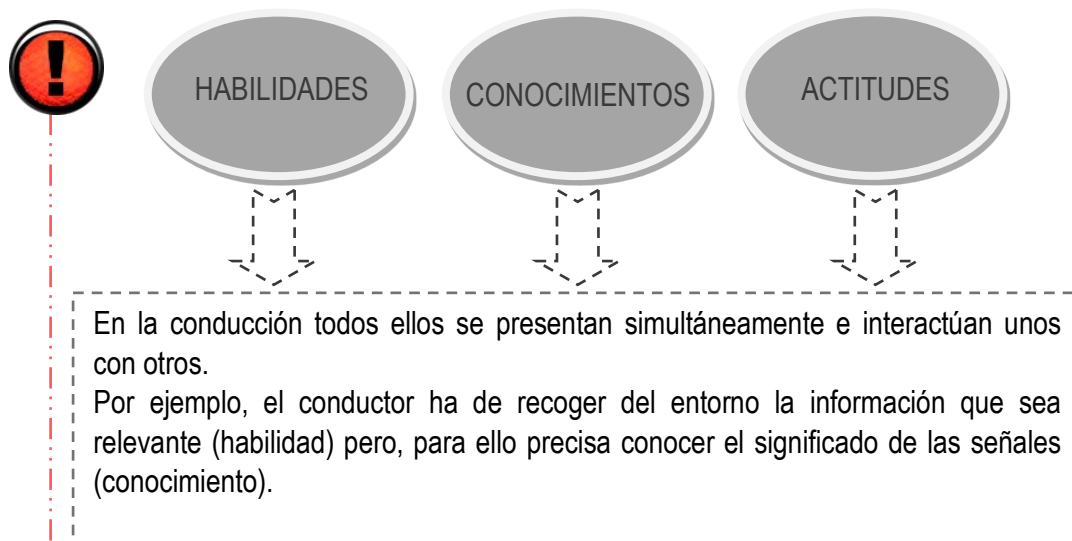 HABILIDADES
CONOCIMIENTOS
ACTITUDES
En la conducción todos ellos se presentan simultáneamente e interactúan unos
con otros.
Por ejemplo, el conductor ha de recoger del entorno la información que sea
relevante (habilidad) pero, para ello precisa conocer el significado de las señales
(conocimiento).